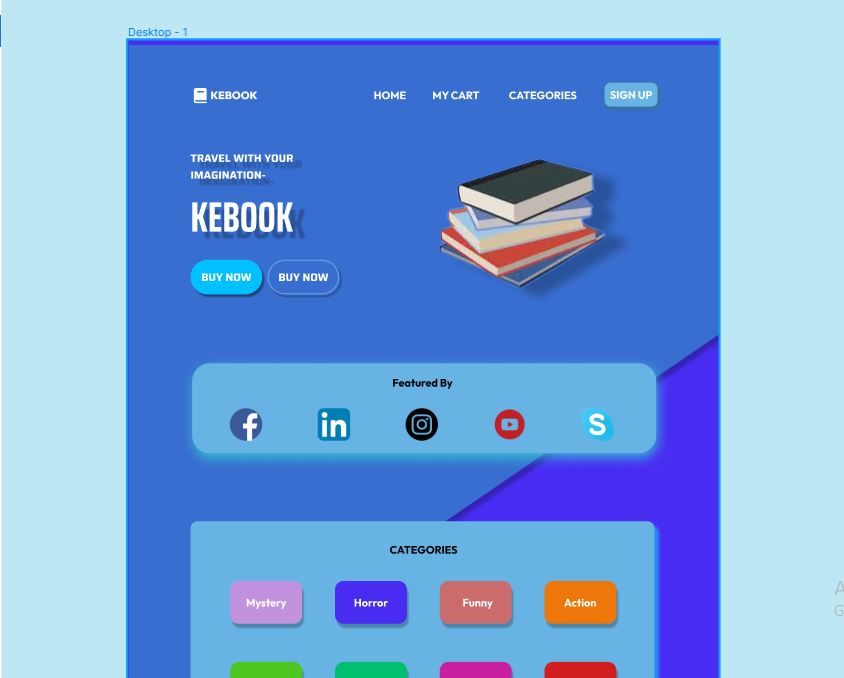 Desktop - 1
KEBOOK
HOME
MY CART
CATEGORIES
SIGN UP
TRAVEL WITH YOUR
IMAGINATION-
KEBOOK
BUY NOW
BUY NOW
Featured By
in
S
CATEGORIES
Mystery
Horror
Funny
Action